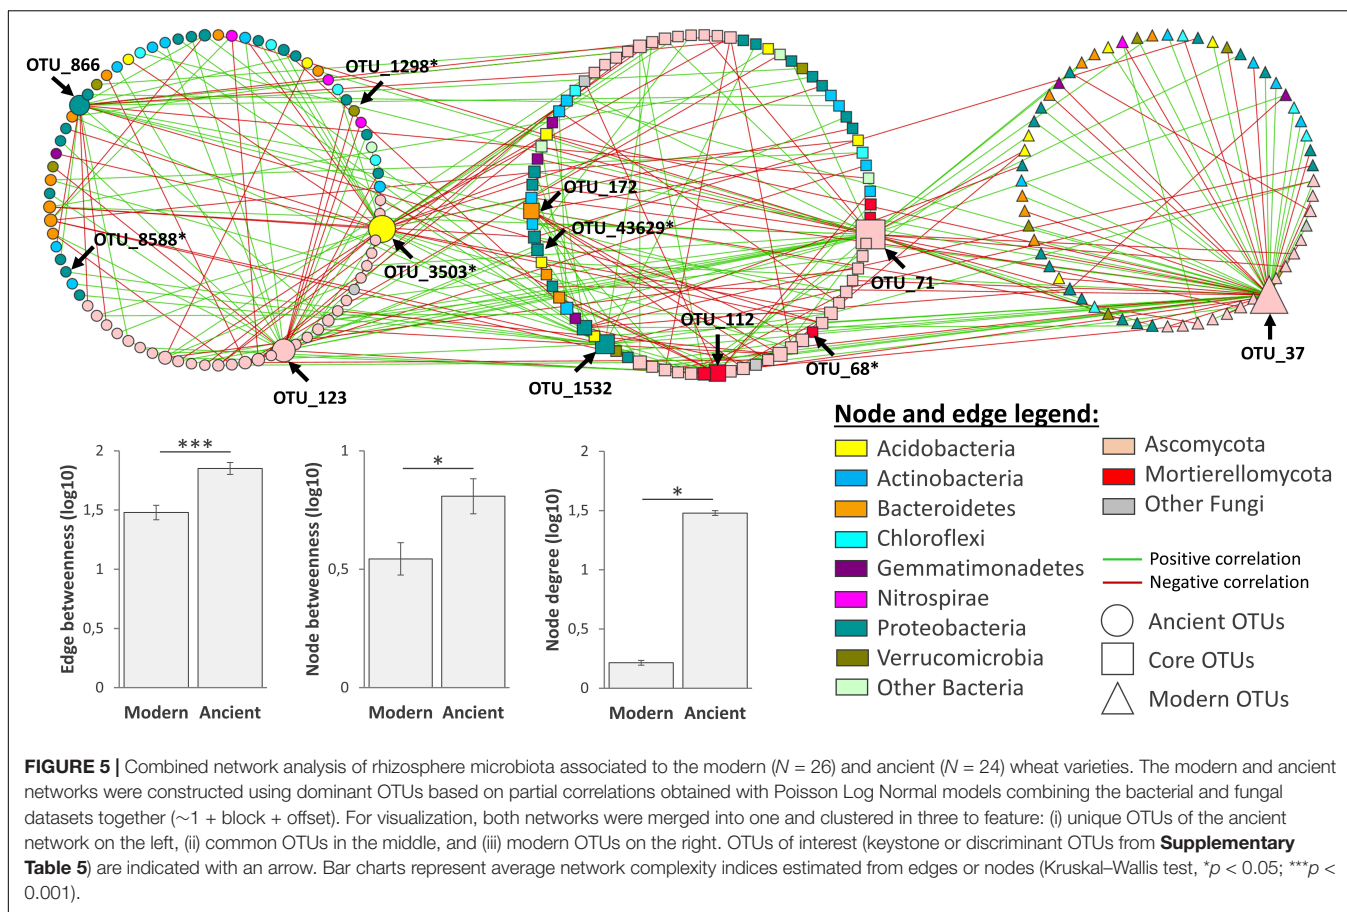 OTU_866
OTU_1298*
OTU_172
OTU_43629*
OTU_8588*
OTU_3503*
OTU_71
OTU_112
OTU_68*
OTU_37
OTU_123
OTU_1532
Edge betweenness (log10)
2
1,5
1
0,5
0
***
Modern Ancient
Node betweenness (log10)
1
0,5
0
*
Modern Ancient
Node degree (log10)
2
1,5
1
0,5
0
*
Modern Ancient
Node and edge legend:
Acidobacteria
Actinobacteria
Bacteroidetes
Chloroflexi
Gemmatimonadetes
Nitrospirae
Proteobacteria
Verrucomicrobia
Other Bacteria
Ascomycota
Mortierellomycota
Other Fungi
Positive correlation
Negative correlation
Ancient OTUs
Core OTUs
Modern OTUs
FIGURE 5 | Combined network analysis of rhizosphere microbiota associated to the modern (N = 26) and ancient (N = 24) wheat varieties. The modern and ancient
networks were constructed using dominant OTUs based on partial correlations obtained with Poisson Log Normal models combining the bacterial and fungal
datasets together (∼1 + block + offset). For visualization, both networks were merged into one and clustered in three to feature: (i) unique OTUs of the ancient
network on the left, (ii) common OTUs in the middle, and (iii) modern OTUs on the right. OTUs of interest (keystone or discriminant OTUs from Supplementary
Table 5) are indicated with an arrow. Bar charts represent average network complexity indices estimated from edges or nodes (Kruskal–Wallis test, *p < 0.05; ***p <
0.001).